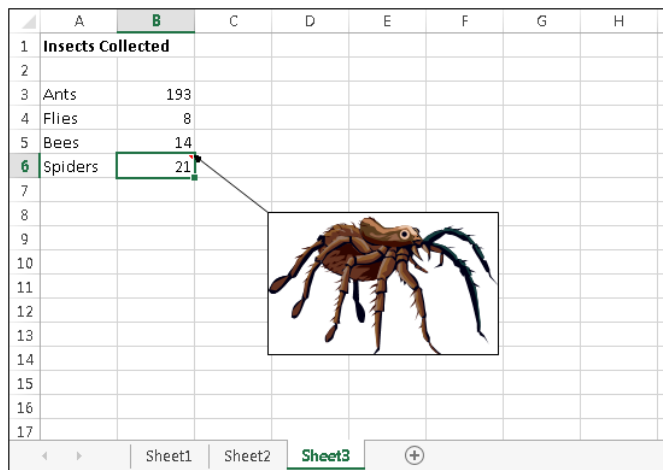 A B C D E F G H
1 Insects Collected
2
3 Ants 193
4 Flies 8
5 Bees 14
6 Spiders 21
7
8
9
10
11
12
13
14
15
16
17
Sheet1 Sheet2 Sheet3